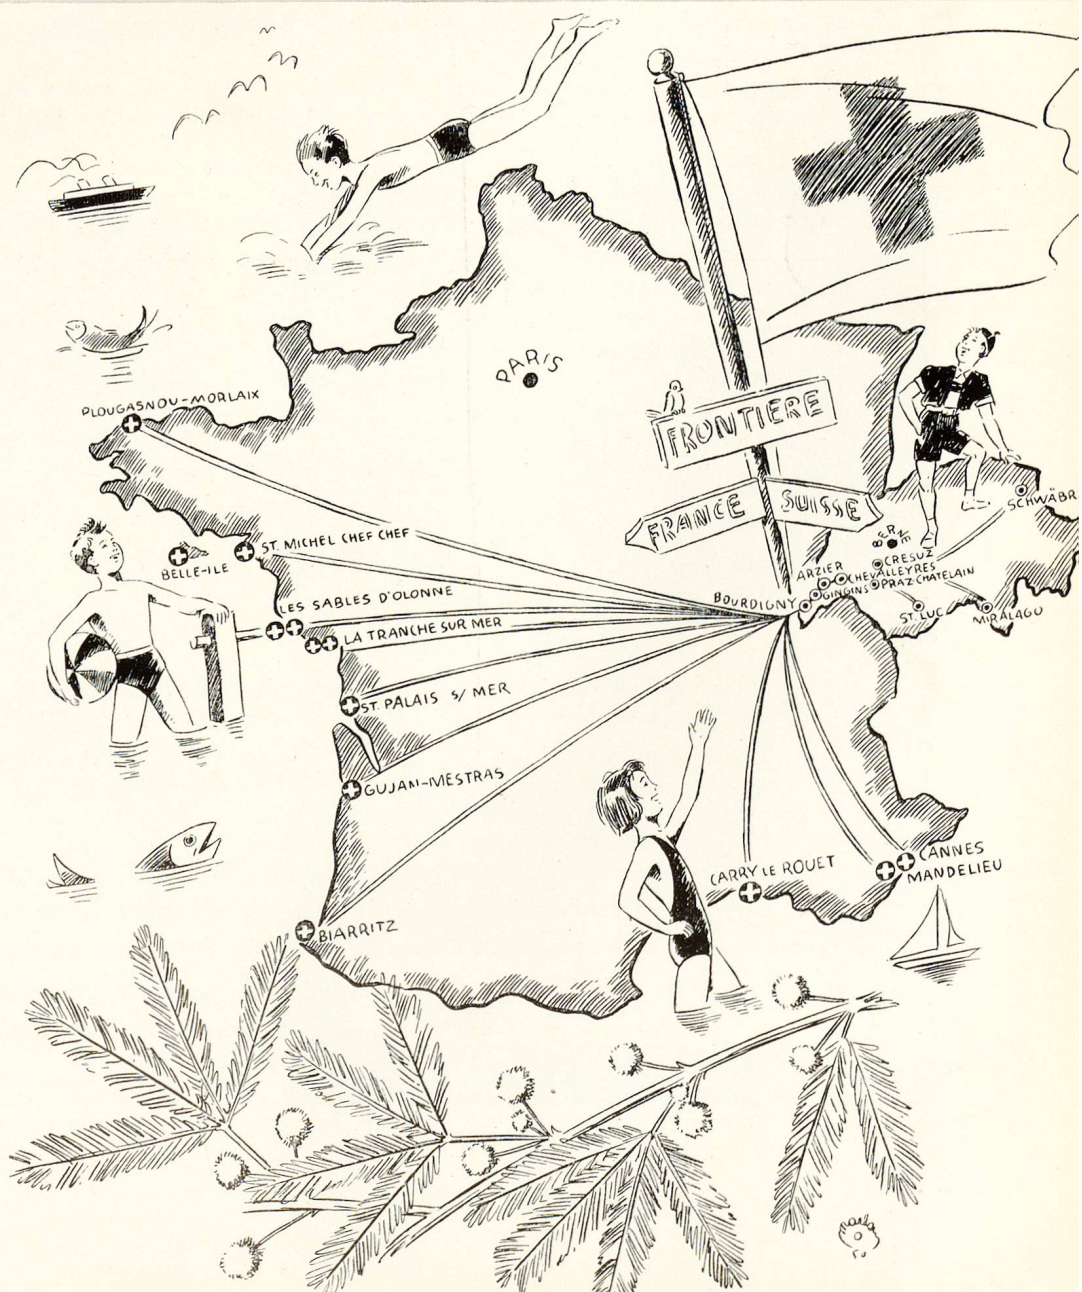 PARIS
PLOUGASNOU-MORLAIX
FRONTIERE
FRANCE
SUISSE
SCHWÄBR
BERNE
ST. MICHEL CHEF CHEF
BELLE-ILE
CRESUZ
ARZIER
CHEVALLEYRES
GINGINS
PRAZ CHATELAIN
BOURDIGNY
LES SABLES D'OLONNE
ST. LUC
MIRALAGO
LA TRANCHE SUR MER
ST. PALAIS S/ MER
GUJAN-MESTRAS
CARRY LE ROUET
CANNES
MANDELIEU
BIARRITZ